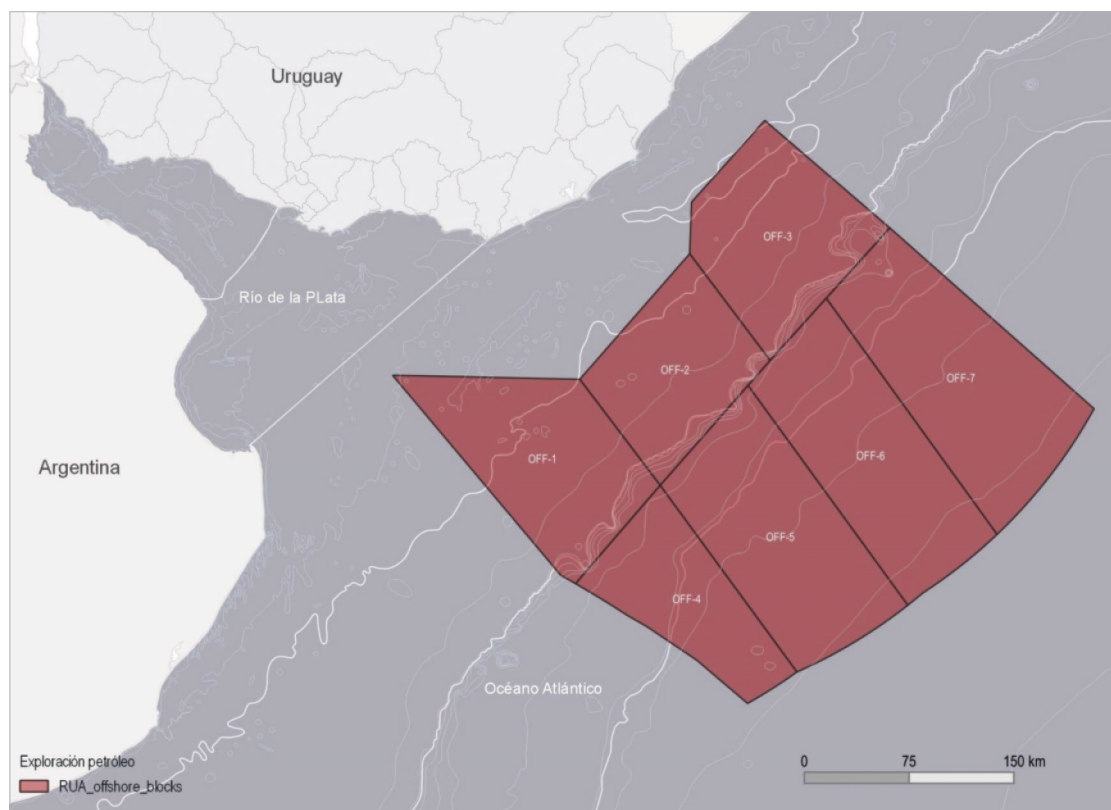 Uruguay
OFF-3
Río de la PLata
OFF-2
OFF-7
OFF-1
OFF-6
Argentina
OFF-5
OFF-4
Océano Atlántico
Exploración petróleo
RUA_offshore_blocks
0 75 150 km